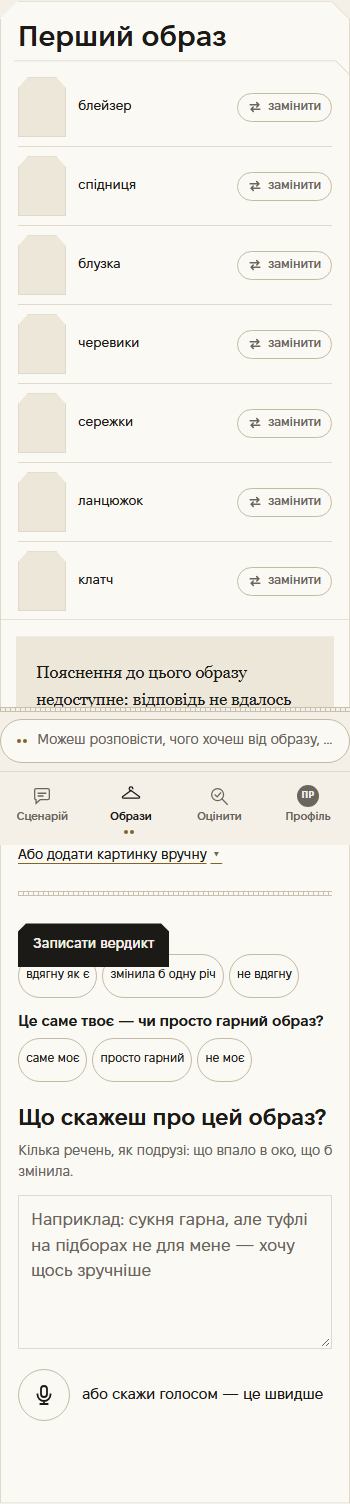 Перший образ
блейзер
замінити
спідниця
замінити
блузка
замінити
черевики
замінити
сережки
замінити
ланцюжок
замінити
клатч
замінити
Пояснення до цього образу
недоступне: відповідь не вдалось
Можеш розповісти, чого хочеш від образу, ...
Сценарій
Образи
Оцінити
ПР
Профіль
Або додати картинку вручну
Записати вердикт
вдягну як є
змінила б одну річ
не вдягну
Це саме твоє — чи просто гарний образ?
саме моє
просто гарний
не моє
Що скажеш про цей образ?
Кілька речень, як подрузі: що впало в око, що б
змінила.
Наприклад: сукня гарна, але туфлі
на підборах не для мене — хочу
щось зручніше
або скажи голосом — це швидше